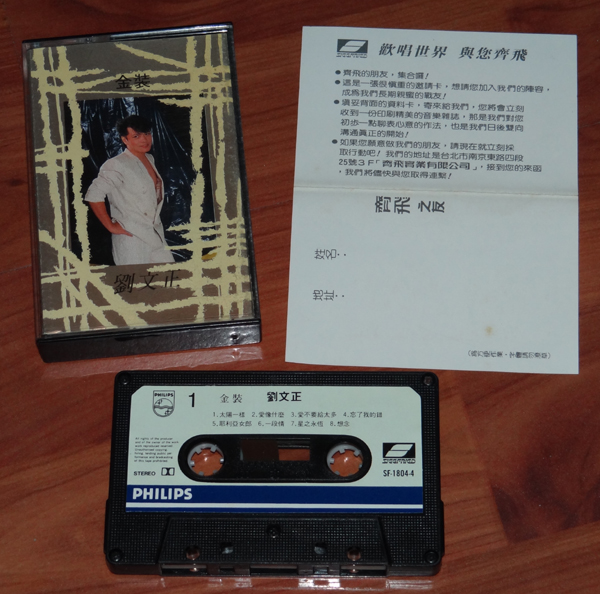 金裝
劉文正
歡唱世界 與您齊飛
●齊飛的朋友，集合囉！
●這是一張很慎重的邀請卡，想請您加入我們的陣容，
成為我們長期親蜜的戰友！
●填妥背面的資料卡，寄來給我們，您將會立刻
收到一份印刷精美的音樂雜誌，那是我們對您
初步一點聊表心意的作法，也是我們日後雙向
溝通真正的開始！
●如果您願意做我們的朋友，請現在就立刻採
取行動吧！我們的地址是台北市南京東路四段
25號3F「齊飛育業有限公司」，接到您的來函
，我們將儘快與您取得連繫！
齊飛之友
姓名：
地址：
PHILIPS
1 金裝 劉文正
1.太陽一樣 2.愛像什麼 3.愛不要給太多 4.忘了我的錯
5.耶利亞女郎 6.一段情 7.星之永恆 8.想念
STEREO
SF-1804-4
PHILIPS